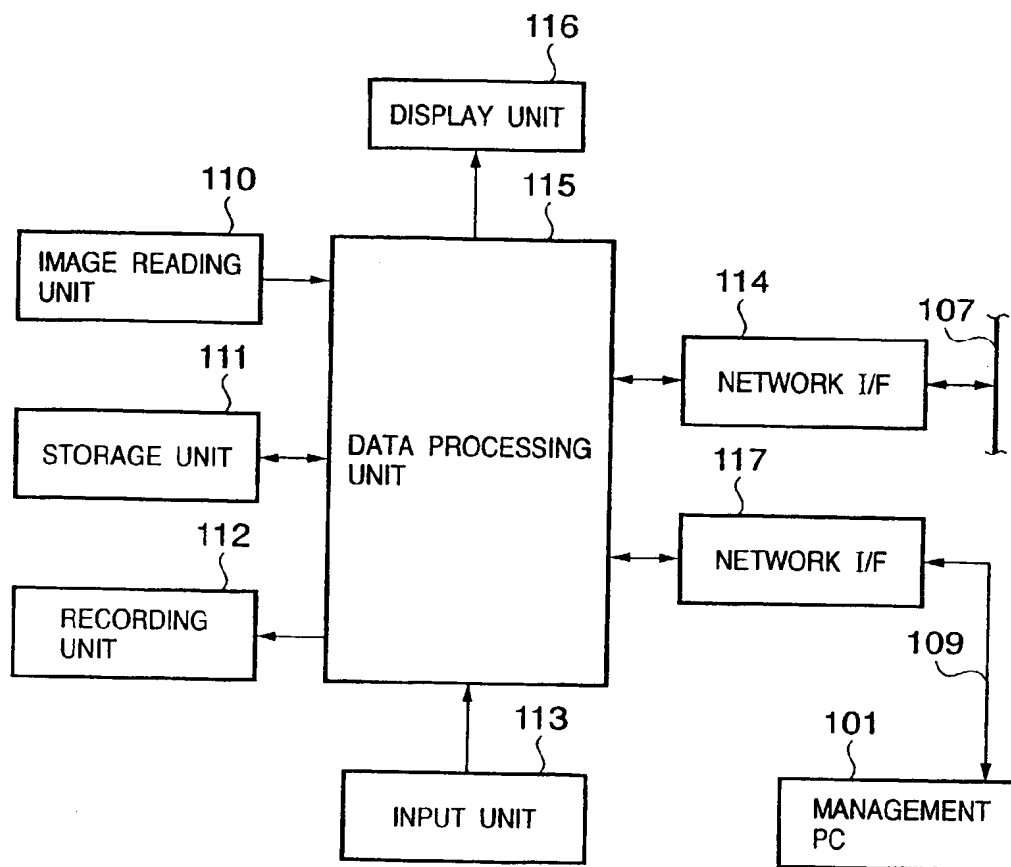 116
DISPLAY UNIT
110
115
IMAGE READING
UNIT
114
107
NETWORK I/F
111
STORAGE UNIT
DATA PROCESSING
UNIT
117
NETWORK I/F
112
RECORDING
UNIT
109
113
INPUT UNIT
101
MANAGEMENT
PC